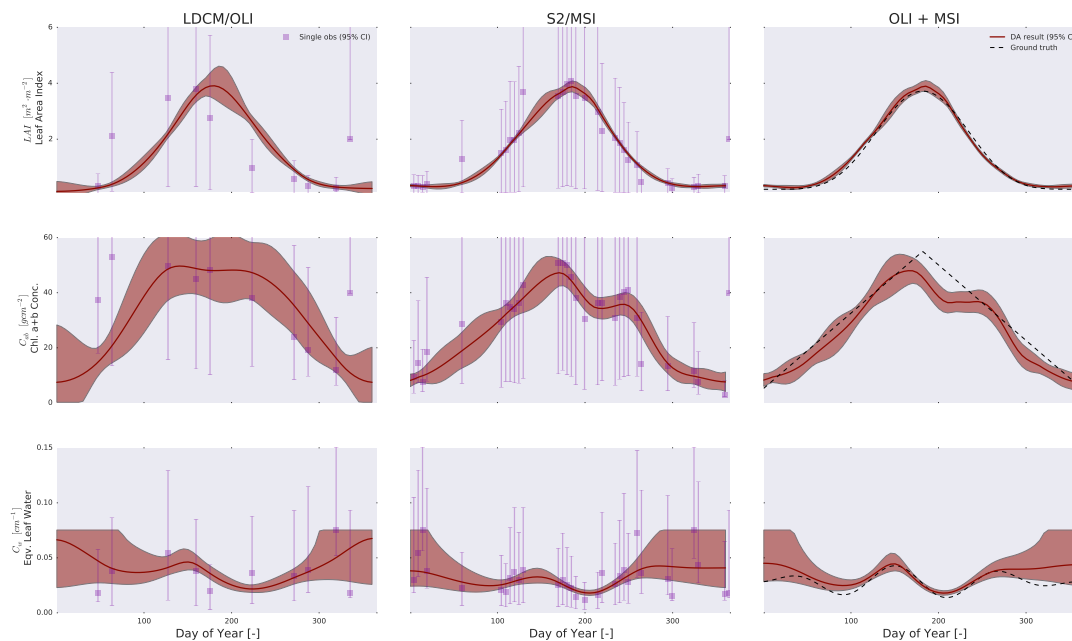 LDCM/OLI
S2/MSI
OLI + MSI
Single obs (95% CI)
DA result (95% C
Ground truth
LAI [m²·m⁻²]
Leaf Area Index
6
4
2
C_ab [gcm⁻²]
Chl. a+b Conc.
60
40
20
0
C_w [cm⁻¹]
Eqv. Leaf Water
0.15
0.10
0.05
0.00
100
200
300
100
200
300
100
200
300
Day of Year [-]
Day of Year [-]
Day of Year [-]